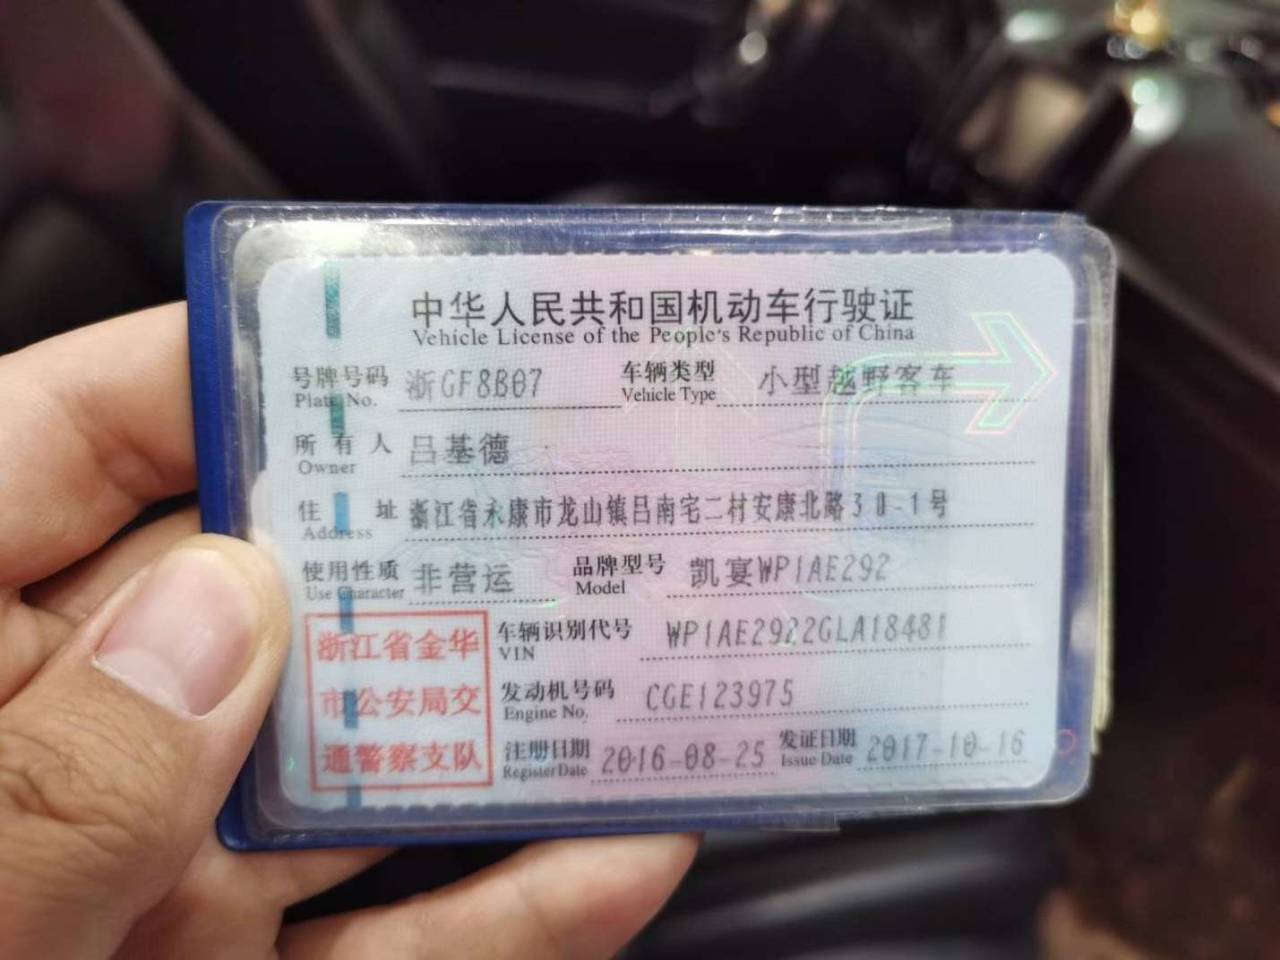 中华人民共和国机动车行驶证
Vehicle License of the People's Republic of China
号牌号码 浙GF8B07 车辆类型 小型越野客车
Plate No. Vehicle Type
所有人 吕基德
Owner
住址 浙江省永康市龙山镇吕南宅二村安康北路30-1号
Address
使用性质 非营运 品牌型号 凯宴WP1AE292
Use Character Model
浙江省金华
市公安局交
通警察支队
车辆识别代号 WP1AE2922GLA18481
VIN
发动机号码 CGE123975
Engine No.
注册日期 2016-08-25 发证日期 2017-10-16
Register Date Issue Date